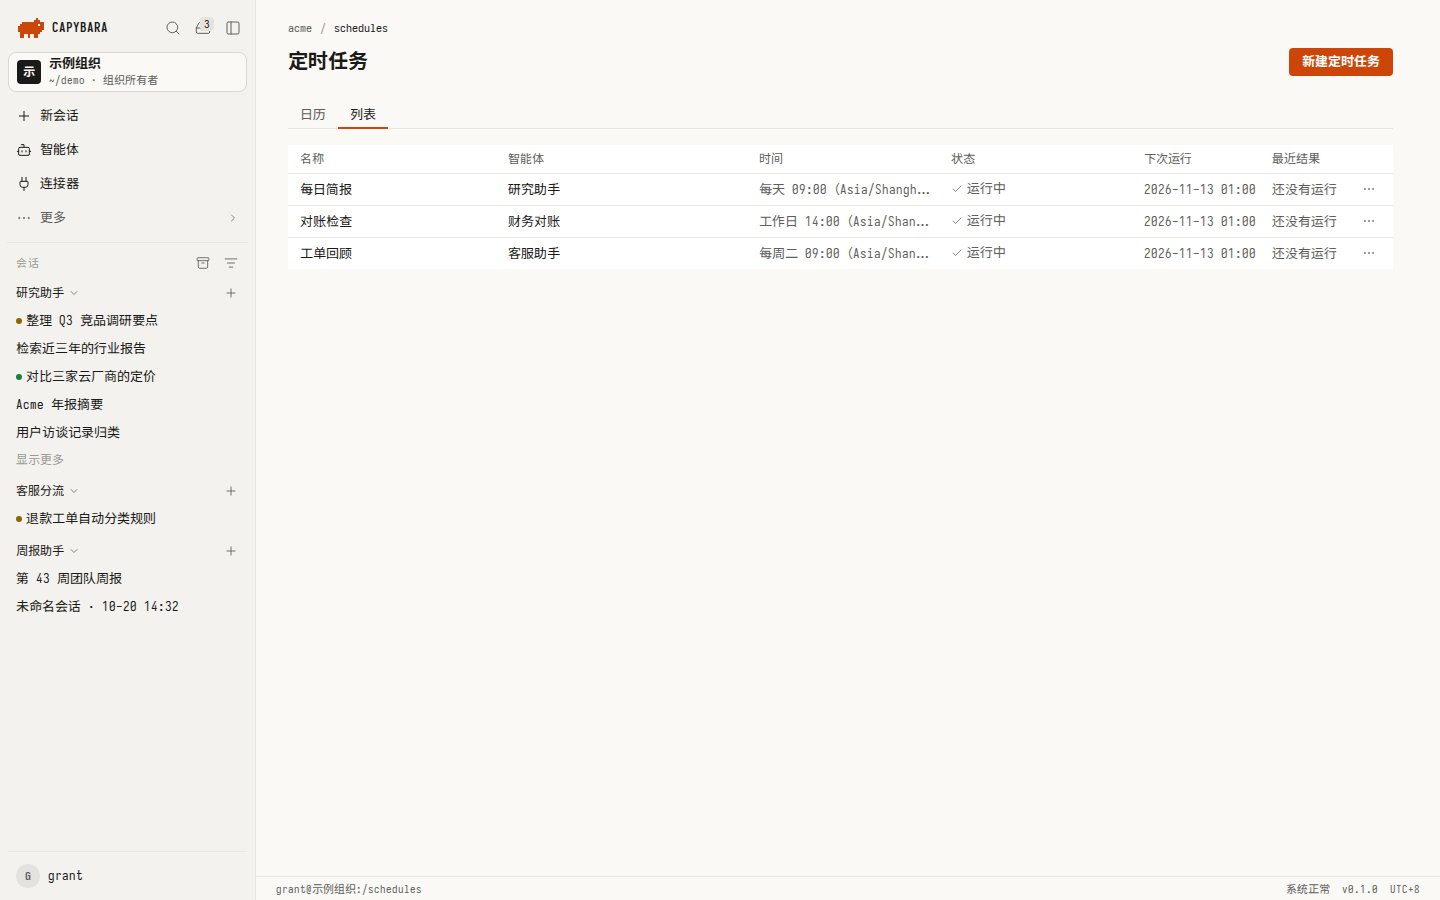 CAPYBARA
3
示 示例组织
~/demo · 组织所有者
新会话
智能体
连接器
更多
会话
研究助手
整理 Q3 竞品调研要点
检索近三年的行业报告
对比三家云厂商的定价
Acme 年报摘要
用户访谈记录归类
显示更多
客服分流
退款工单自动分类规则
周报助手
第 43 周团队周报
未命名会话 · 10-20 14:32
G grant
acme / schedules
定时任务
新建定时任务
日历 列表
名称 智能体 时间 状态 下次运行 最近结果
每日简报 研究助手 每天 09:00 (Asia/Shangh... 运行中 2026-11-13 01:00 还没有运行 ...
对账检查 财务对账 工作日 14:00 (Asia/Shan... 运行中 2026-11-13 01:00 还没有运行 ...
工单回顾 客服助手 每周二 09:00 (Asia/Shan... 运行中 2026-11-13 01:00 还没有运行 ...
grant@示例组织:/schedules
系统正常 v0.1.0 UTC+8